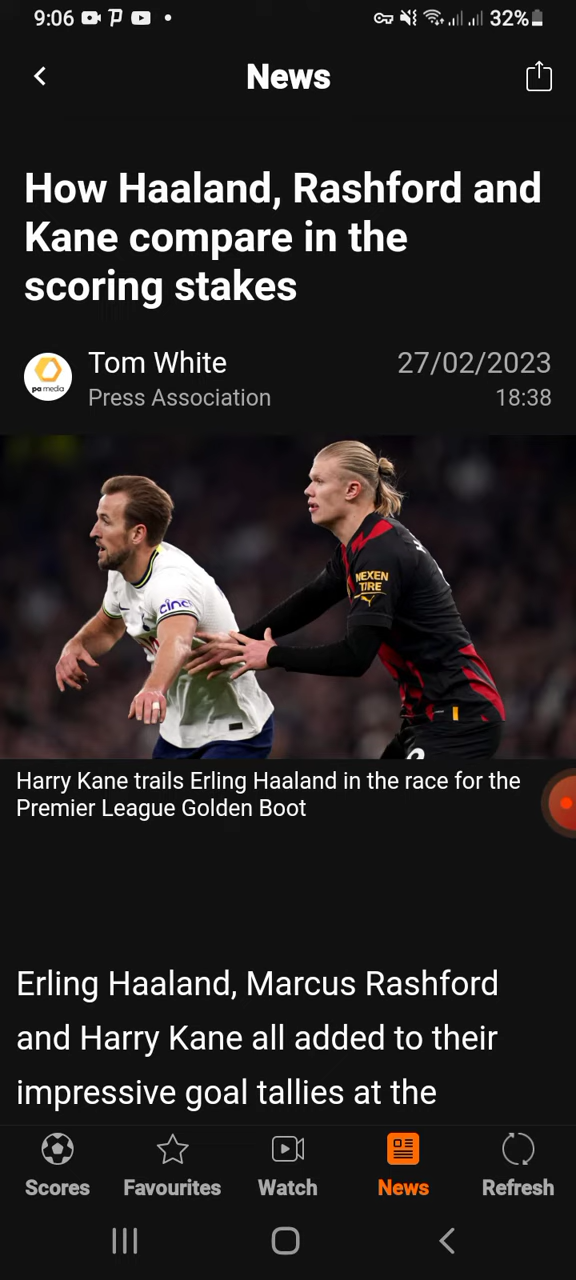 9:06
32%
News
How Haaland, Rashford and
Kane compare in the
scoring stakes
Tom White
27/02/2023
pa media
Press Association
18:38
NEXEN
TIRE
cinc
Harry Kane trails Erling Haaland in the race for the
Premier League Golden Boot
Erling Haaland, Marcus Rashford
and Harry Kane all added to their
impressive goal tallies at the
Scores
Favourites
Watch
News
Refresh